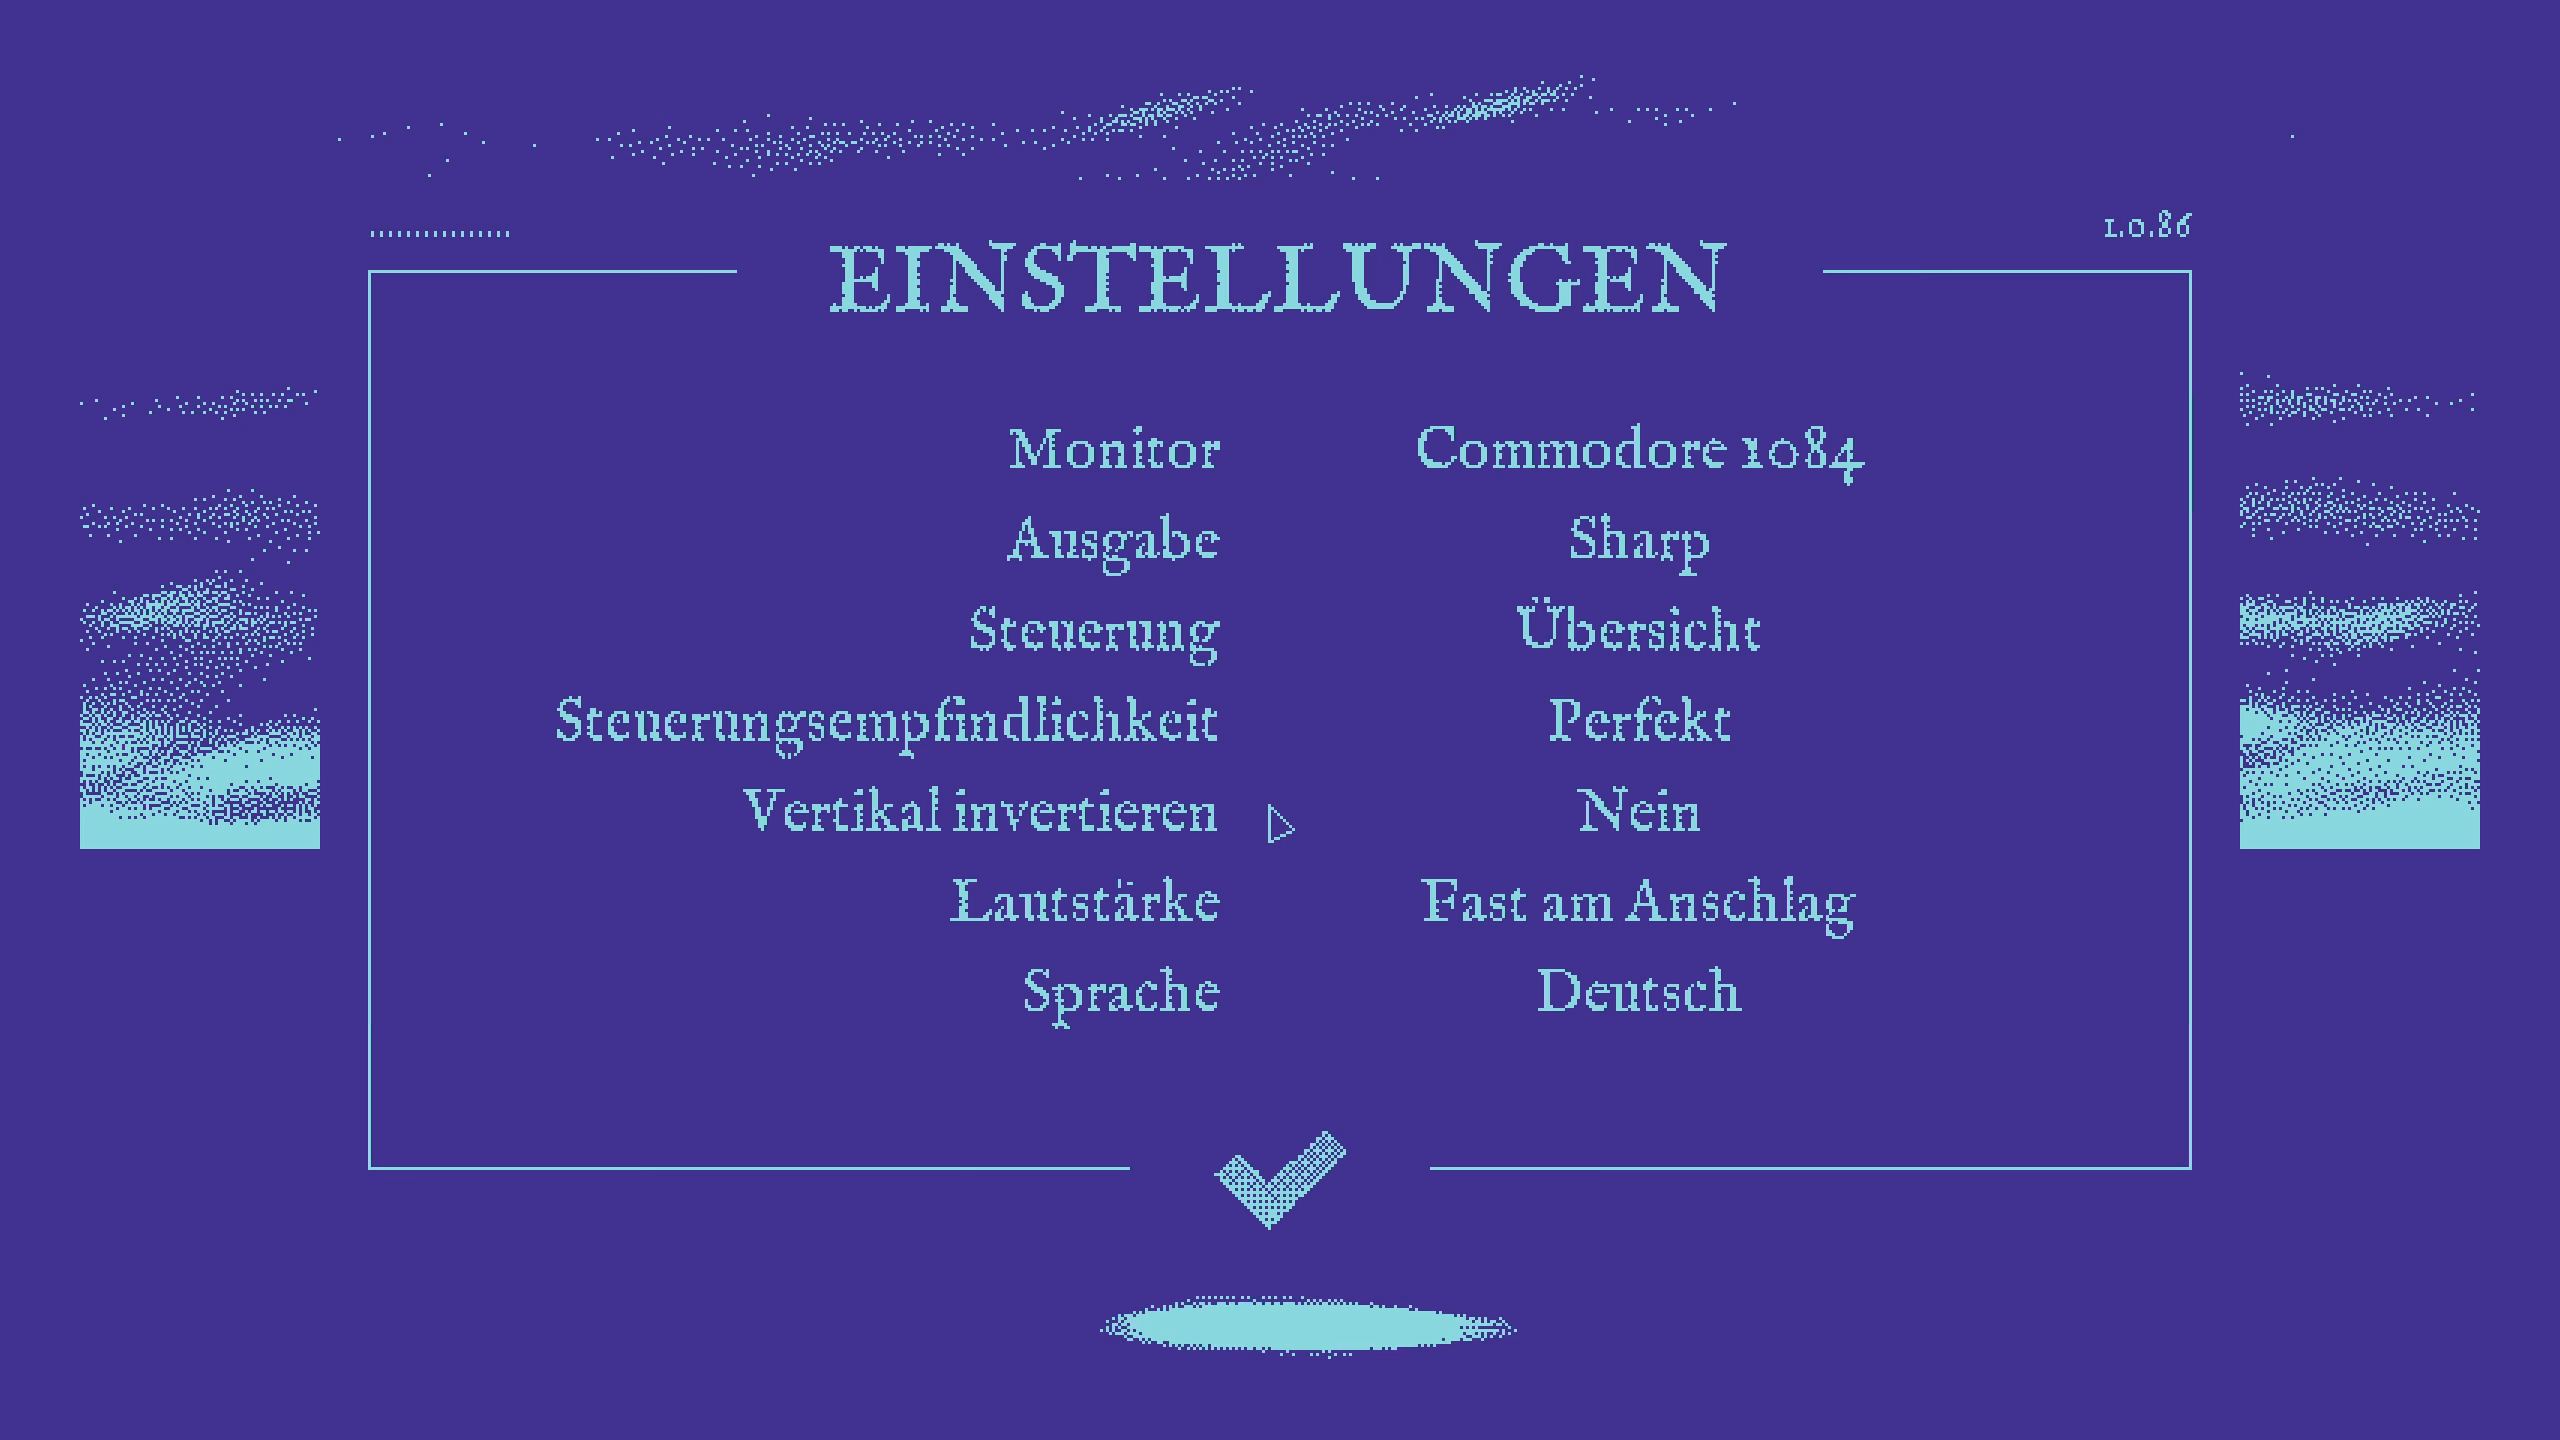 1.0.86
EINSTELLUNGEN
Monitor Commodore 1084
Ausgabe Sharp
Steuerung Übersicht
Steuerungsempfindlichkeit Perfekt
Vertikal invertieren Nein
Lautstärke Fast am Anschlag
Sprache Deutsch